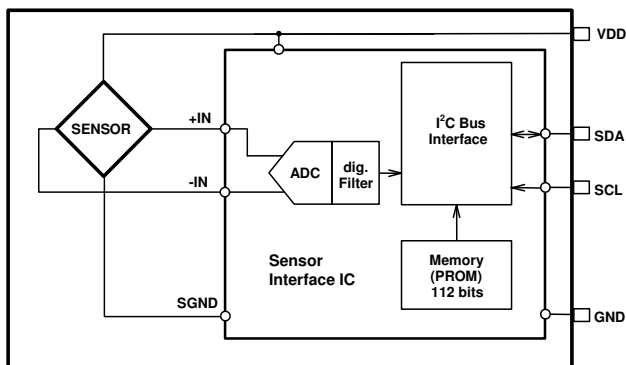 VDD
SENSOR
+IN
I²C Bus
Interface
SDA
ADC
dig.
Filter
-IN
SCL
Sensor
Interface IC
Memory
(PROM)
112 bits
SGND
GND